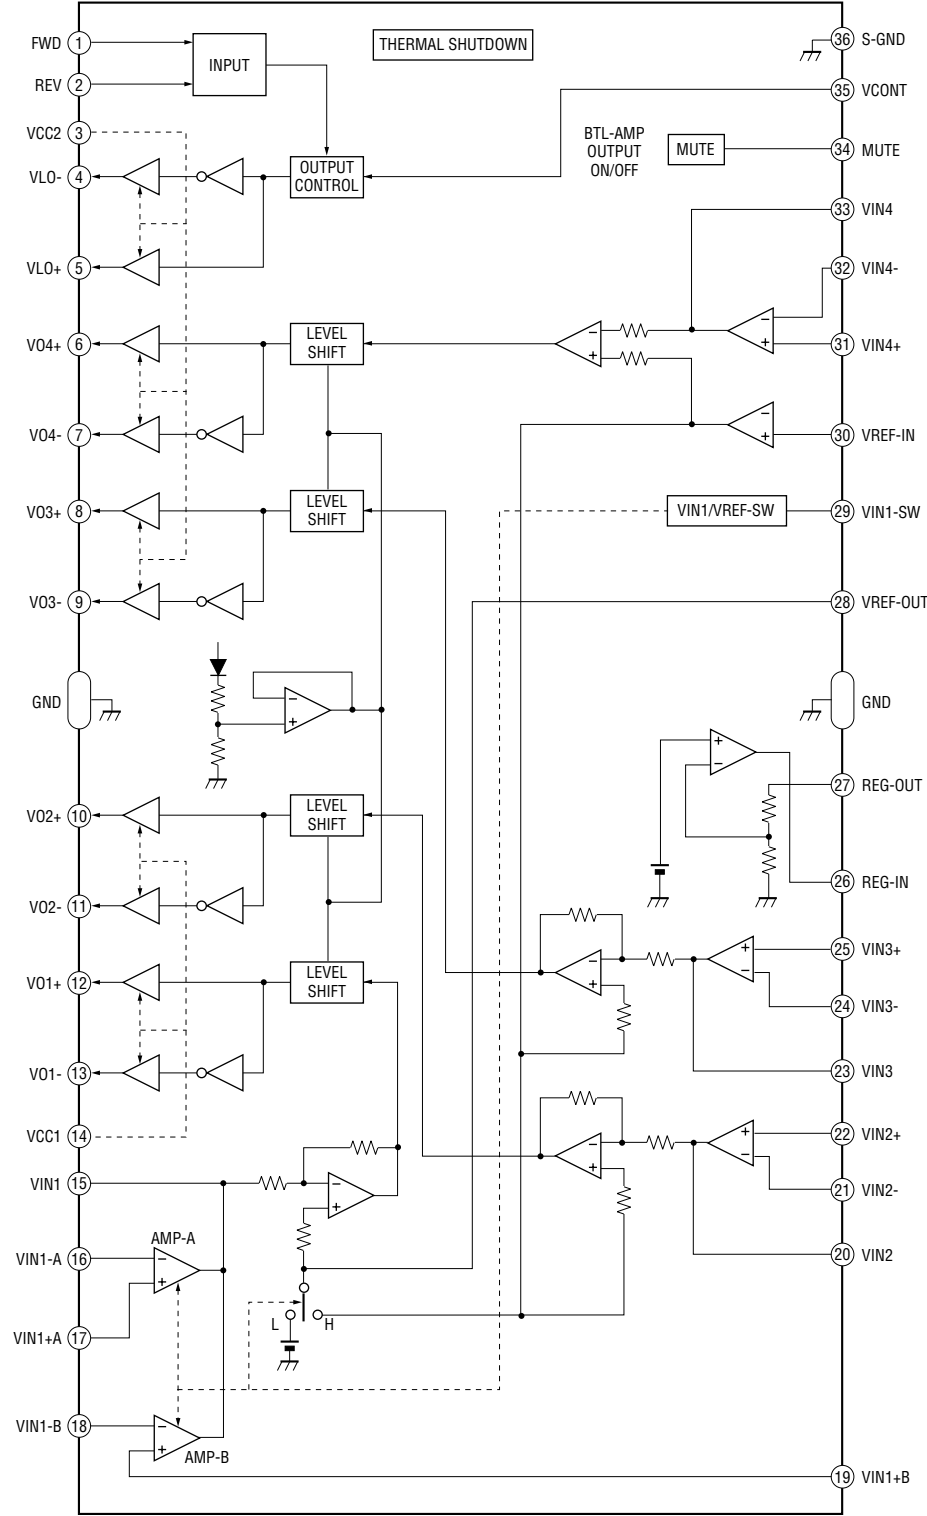 FWD 1
REV 2
VCC2 3
VLO- 4
VLO+ 5
VO4+ 6
VO4- 7
VO3+ 8
VO3- 9
GND
VO2+ 10
VO2- 11
VO1+ 12
VO1- 13
VCC1 14
VIN1 15
VIN1-A 16
VIN1+A 17
VIN1-B 18
INPUT
THERMAL SHUTDOWN
OUTPUT
CONTROL
BTL-AMP
OUTPUT
ON/OFF
MUTE
LEVEL
SHIFT
- +
- +
- +
LEVEL
SHIFT
VIN1/VREF-SW
- +
+ -
LEVEL
SHIFT
LEVEL
SHIFT
- +
+ -
- +
+ -
- +
AMP-A
- +
L H
- +
AMP-B
36 S-GND
35 VCONT
34 MUTE
33 VIN4
32 VIN4-
31 VIN4+
30 VREF-IN
29 VIN1-SW
28 VREF-OUT
GND
27 REG-OUT
26 REG-IN
25 VIN3+
24 VIN3-
23 VIN3
22 VIN2+
21 VIN2-
20 VIN2
19 VIN1+B